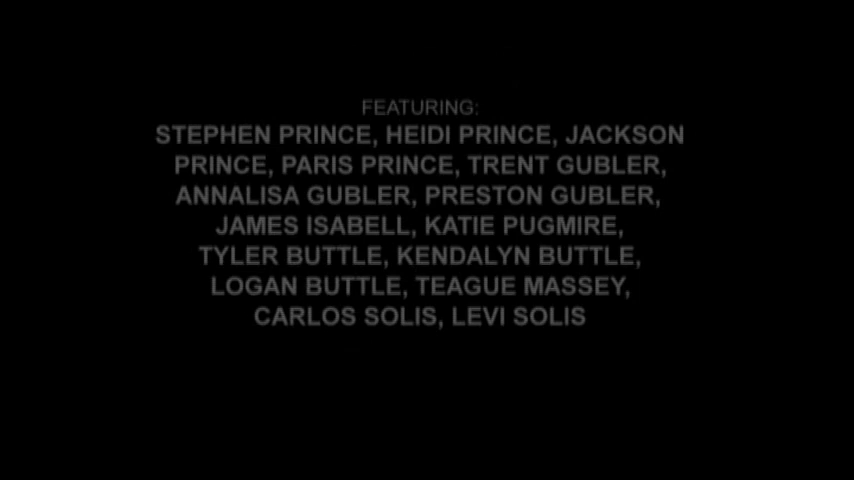 FEATURING:
STEPHEN PRINCE, HEIDI PRINCE, JACKSON
PRINCE, PARIS PRINCE, TRENT GUBLER,
ANNALISA GUBLER, PRESTON GUBLER,
JAMES ISABELL, KATIE PUGMIRE,
TYLER BUTTLE, KENDALYN BUTTLE,
LOGAN BUTTLE, TEAGUE MASSEY,
CARLOS SOLIS, LEVI SOLIS